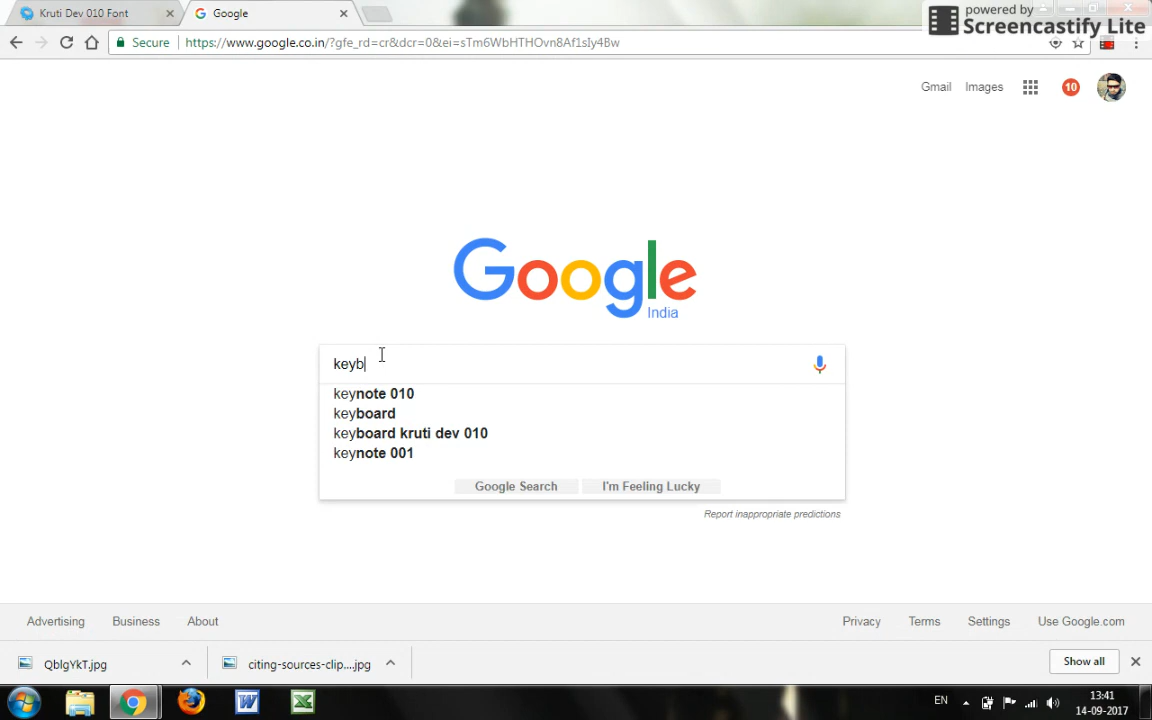 Kruti Dev 010 Font
Google
powered by
Screencastify Lite
Secure
https://www.google.co.in/?gfe_rd=cr&dcr=0&ei=sTm6WbHTHOvn8Af1sIy4Bw
Gmail
Images
10
Google
India
keyb
keynote 010
keyboard
keyboard kruti dev 010
keynote 001
Google Search
I'm Feeling Lucky
Report inappropriate predictions
Advertising
Business
About
Privacy
Terms
Settings
Use Google.com
QblgYkT.jpg
citing-sources-clip....jpg
Show all
EN
13:41
14-09-2017